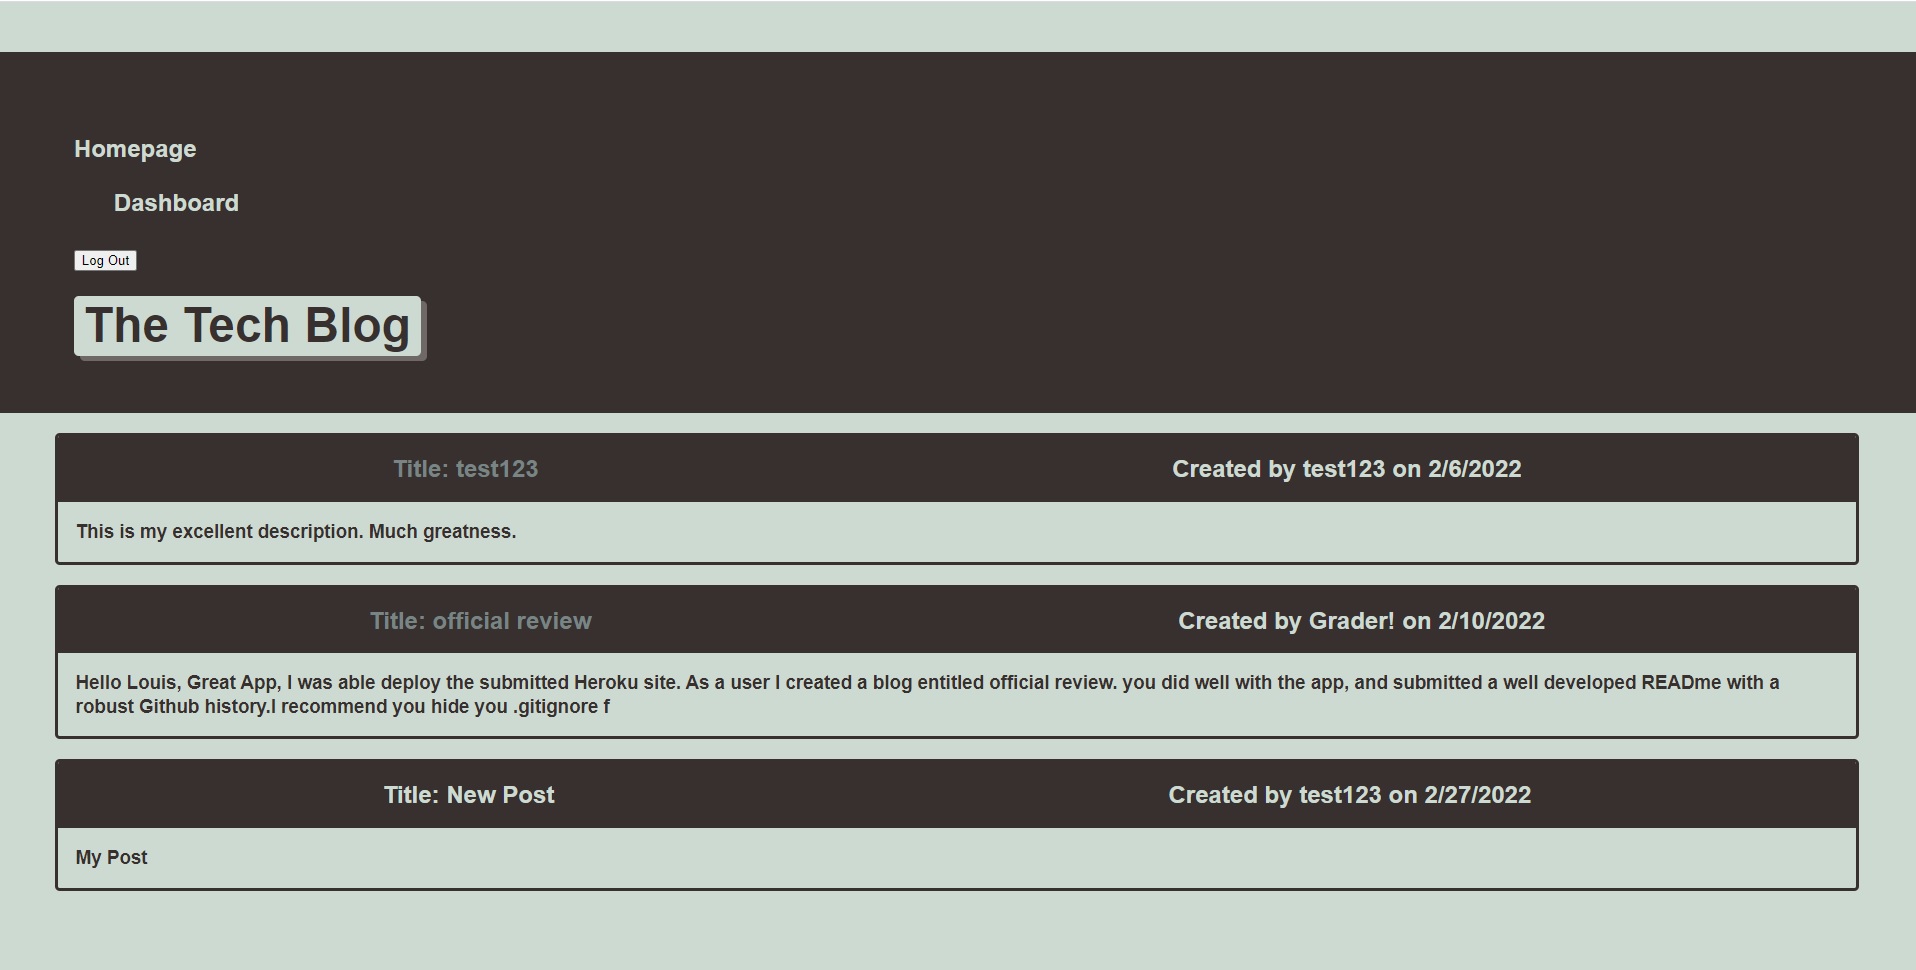 Homepage
Dashboard
Log Out
The Tech Blog
Title: test123 Created by test123 on 2/6/2022
This is my excellent description. Much greatness.
Title: official review Created by Grader! on 2/10/2022
Hello Louis, Great App, I was able deploy the submitted Heroku site. As a user I created a blog entitled official review. you did well with the app, and submitted a well developed READme with a
robust Github history.I recommend you hide you .gitignore f
Title: New Post Created by test123 on 2/27/2022
My Post